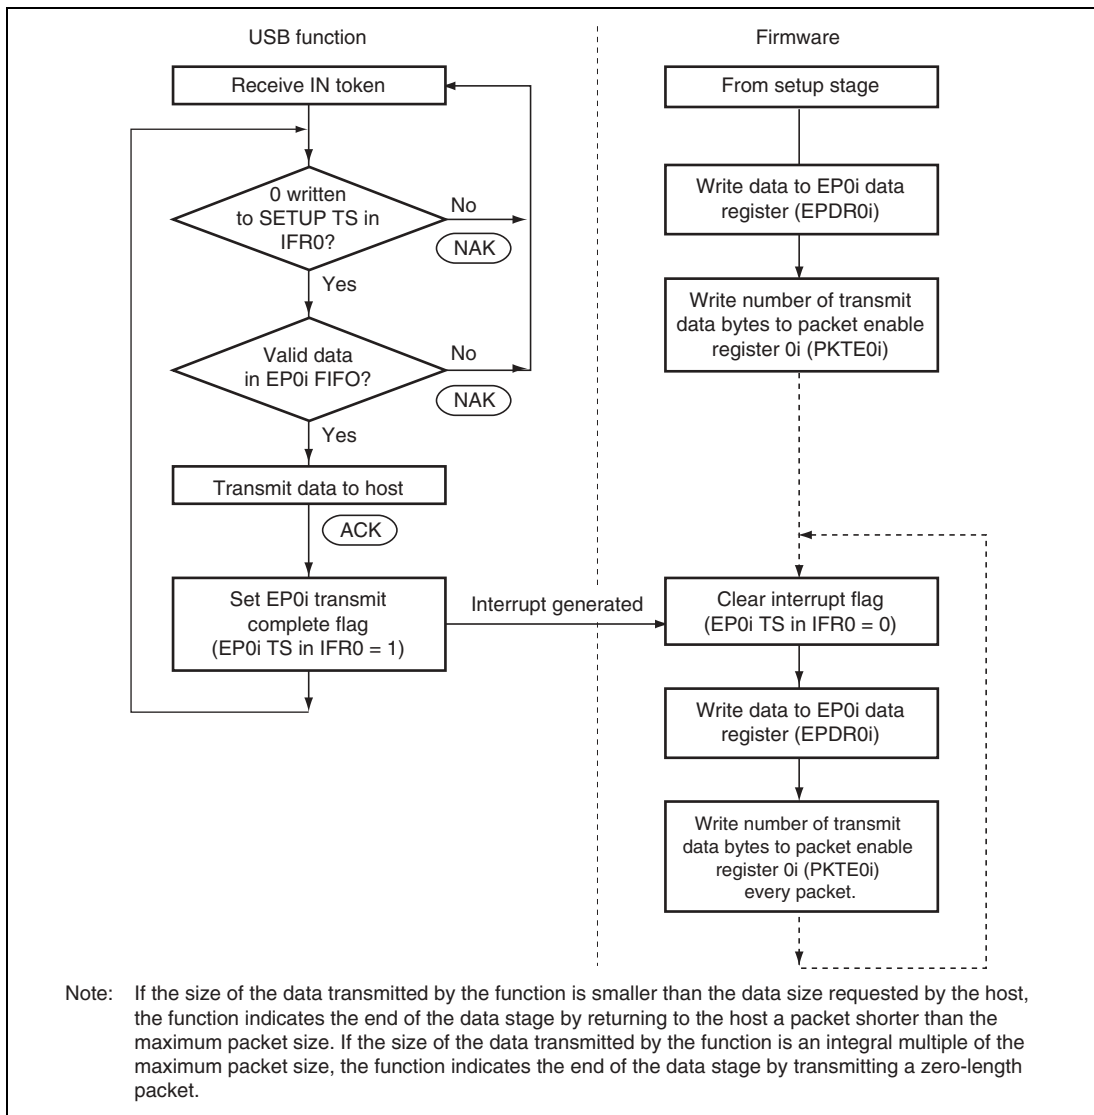 USB function
Receive IN token
0 written
to SETUP TS in
IFR0?
No
NAK
Yes
Valid data
in EP0i FIFO?
No
NAK
Yes
Transmit data to host
ACK
Set EP0i transmit
complete flag
(EP0i TS in IFR0 = 1)
Interrupt generated
Firmware
From setup stage
Write data to EP0i data
register (EPDR0i)
Write number of transmit
data bytes to packet enable
register 0i (PKTE0i)
Clear interrupt flag
(EP0i TS in IFR0 = 0)
Write data to EP0i data
register (EPDR0i)
Write number of transmit
data bytes to packet enable
register 0i (PKTE0i)
every packet.
Note: If the size of the data transmitted by the function is smaller than the data size requested by the host,
the function indicates the end of the data stage by returning to the host a packet shorter than the
maximum packet size. If the size of the data transmitted by the function is an integral multiple of the
maximum packet size, the function indicates the end of the data stage by transmitting a zero-length
packet.